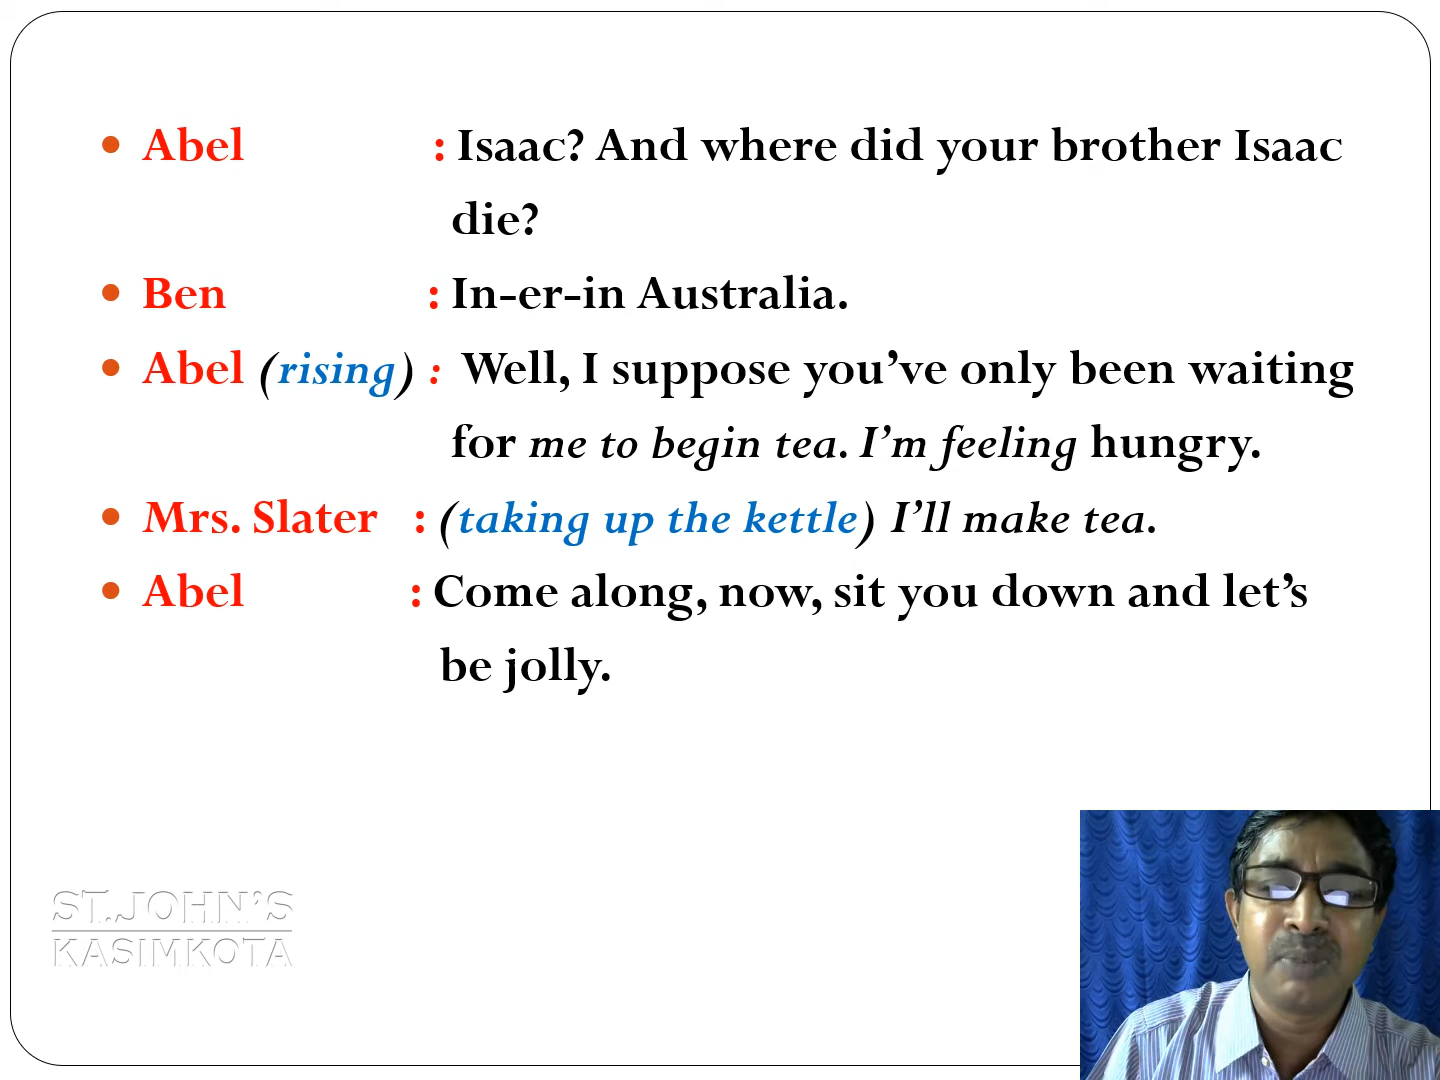 • Abel : Isaac? And where did your brother Isaac
die?
• Ben : In-er-in Australia.
• Abel (rising) : Well, I suppose you’ve only been waiting
for me to begin tea. I’m feeling hungry.
• Mrs. Slater : (taking up the kettle) I’ll make tea.
• Abel : Come along, now, sit you down and let’s
be jolly.
ST.JOHN’S
KASIMKOTA